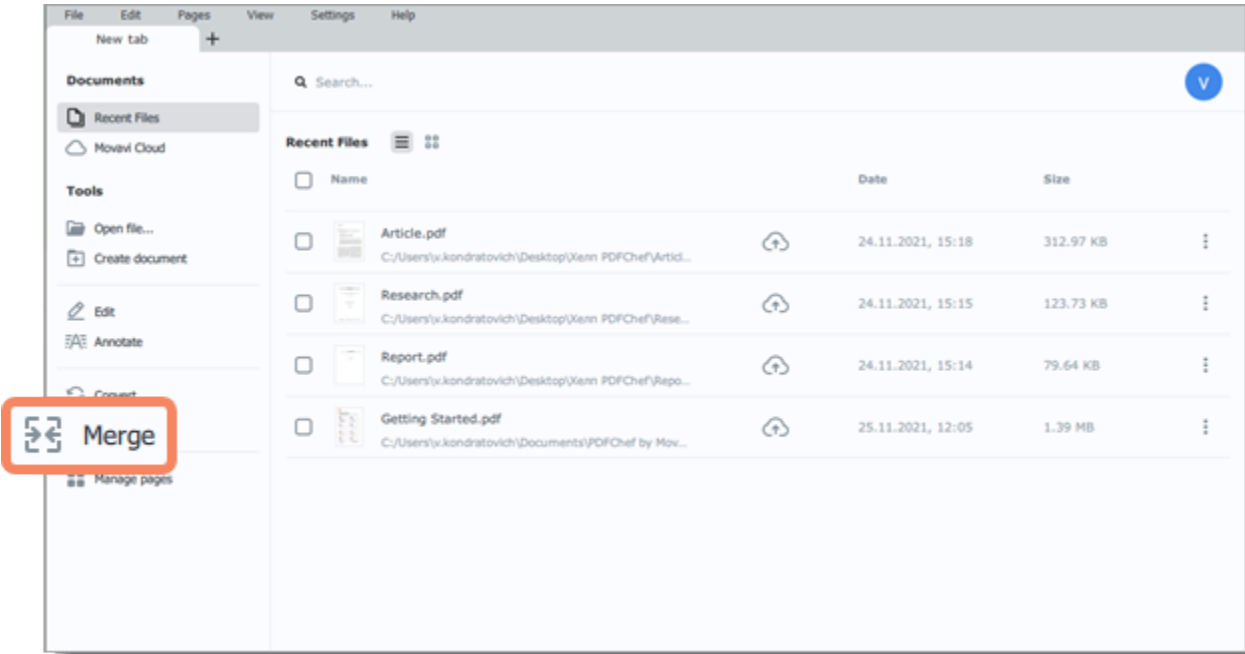 File Edit Pages View Settings Help
New tab +
Documents
Recent Files
Movavi Cloud
Tools
Open file...
Create document
Edit
Annotate
Convert
Merge
Manage pages
Search...
V
Recent Files
Name Date Size
Article.pdf
C:/Users\v.kondratovich\Desktop\Xenn PDFChef\Articl...
24.11.2021, 15:18 312.97 KB
Research.pdf
C:/Users\v.kondratovich\Desktop\Xenn PDFChef\Rese...
24.11.2021, 15:15 123.73 KB
Report.pdf
C:/Users\v.kondratovich\Desktop\Xenn PDFChef\Repo...
24.11.2021, 15:14 79.64 KB
Getting Started.pdf
C:/Users\v.kondratovich\Documents\PDFChef by Mov...
25.11.2021, 12:05 1.39 MB